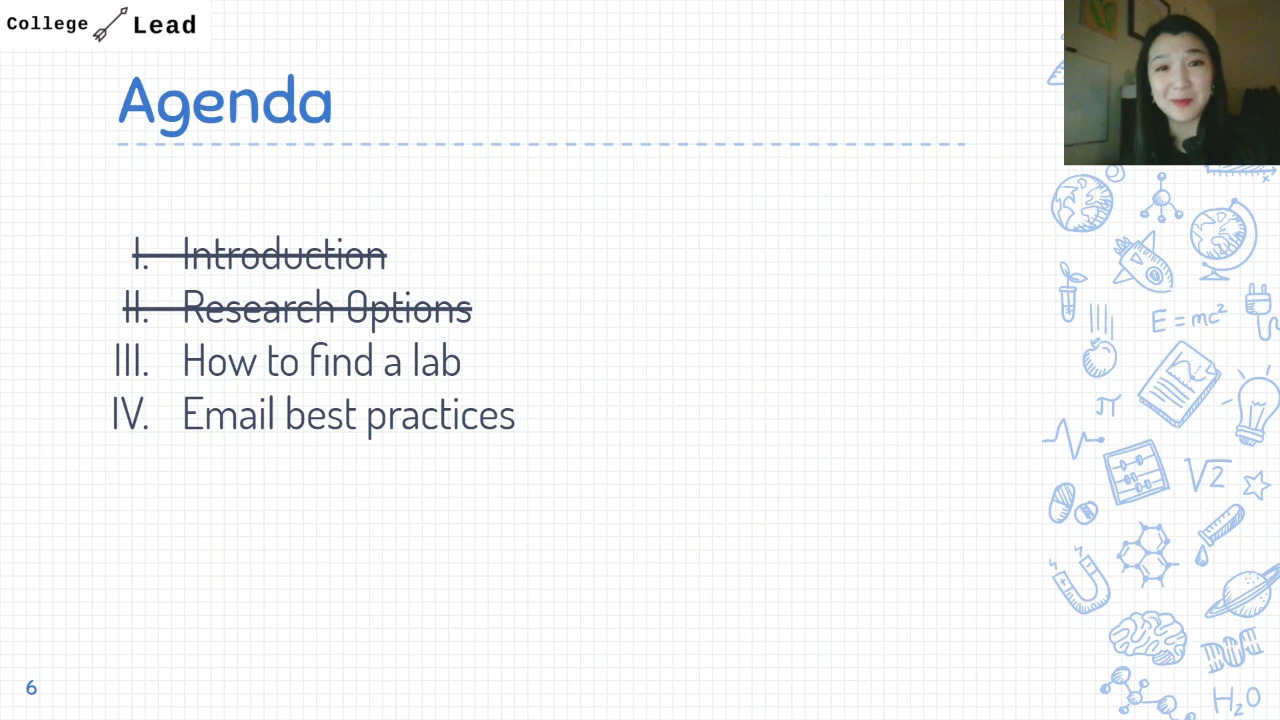 College Lead
Agenda
I. Introduction
II. Research Options
III. How to find a lab
IV. Email best practices
E = mc²
π
√2
H₂O
6